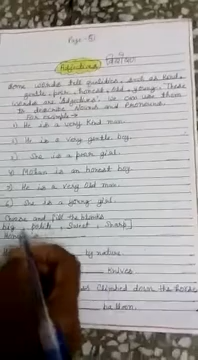 Page - 5
Adjectives विशेषण
Some words tell qualities, such as kind,
gentle, poor, honest, old, young. These
words are 'Adjectives'. We can use them
to describe Nouns and Pronouns.
For example →
1) He is a very kind man.
2) He is a very gentle boy.
3) She is a poor girl.
4) Mohan is an honest boy.
5) He is a very old man.
6) She is a young girl.
Choose and fill the blanks
big, polite, sweet, sharp
by nature.
knives
climbed down the